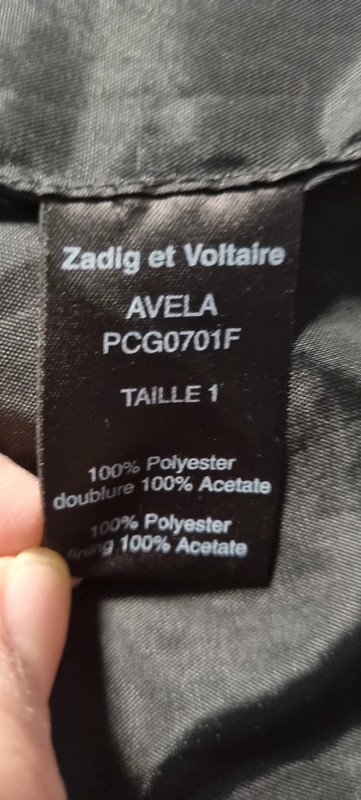 Zadig et Voltaire
AVELA
PCG0701F
TAILLE 1
100% Polyester
doublure 100% Acetate
100% Polyester
lining 100% Acetate